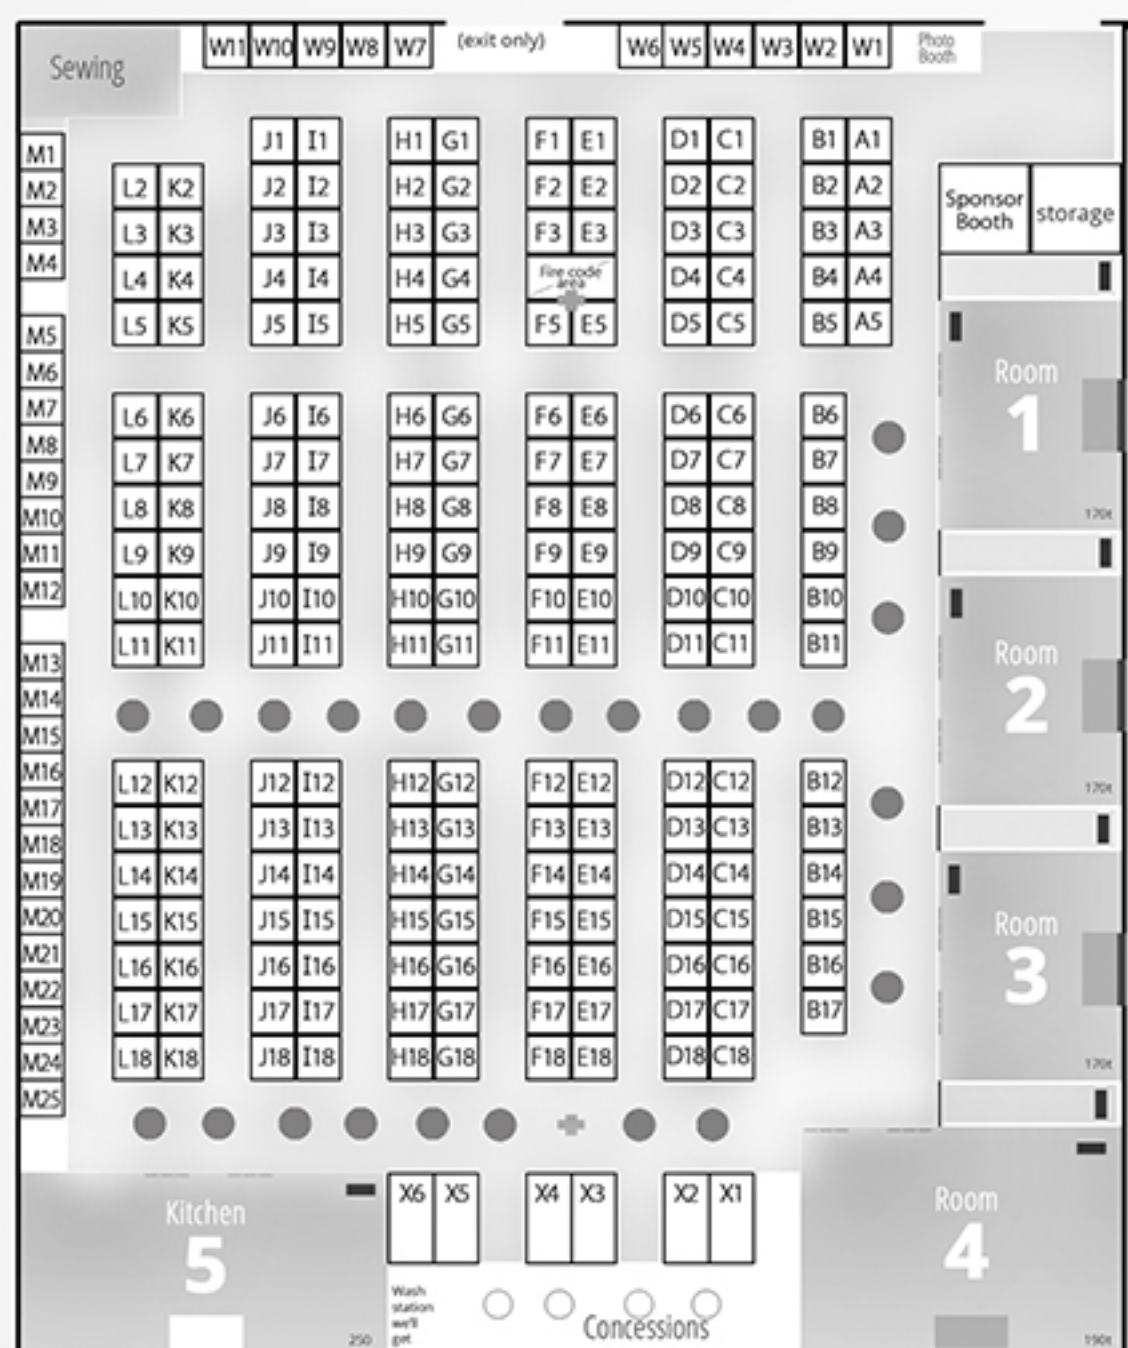 W11 W10 W9 W8 W7 (exit only) W6 W5 W4 W3 W2 W1 Photo
Booth
Sewing
J1 I1 H1 G1 F1 E1 D1 C1 B1 A1
M1
M2 L2 K2 J2 I2 H2 G2 F2 E2 D2 C2 B2 A2
Sponsor
Booth
storage
M3 L3 K3 J3 I3 H3 G3 F3 E3 D3 C3 B3 A3
M4 L4 K4 J4 I4 H4 G4 Fire code
area
D4 C4 B4 A4
M5 L5 K5 J5 I5 H5 G5 F5 E5 D5 C5 B5 A5
M6
Room
1
170t
M7 L6 K6 J6 I6 H6 G6 F6 E6 D6 C6 B6
M8 L7 K7 J7 I7 H7 G7 F7 E7 D7 C7 B7
M9
M10 L8 K8 J8 I8 H8 G8 F8 E8 D8 C8 B8
M11 L9 K9 J9 I9 H9 G9 F9 E9 D9 C9 B9
M12 L10 K10 J10 I10 H10 G10 F10 E10 D10 C10 B10
L11 K11 J11 I11 H11 G11 F11 E11 D11 C11 B11
M13
M14
M15
Room
2
170t
M16 L12 K12 J12 I12 H12 G12 F12 E12 D12 C12 B12
M17
M18 L13 K13 J13 I13 H13 G13 F13 E13 D13 C13 B13
M19 L14 K14 J14 I14 H14 G14 F14 E14 D14 C14 B14
M20 L15 K15 J15 I15 H15 G15 F15 E15 D15 C15 B15
M21 L16 K16 J16 I16 H16 G16 F16 E16 D16 C16 B16
M22
M23 L17 K17 J17 I17 H17 G17 F17 E17 D17 C17 B17
M24 L18 K18 J18 I18 H18 G18 F18 E18 D18 C18
M25
Room
3
170t
X6 X5 X4 X3 X2 X1
Kitchen
5
250
Wash
station
we'll
get
Concessions
Room
4
190t